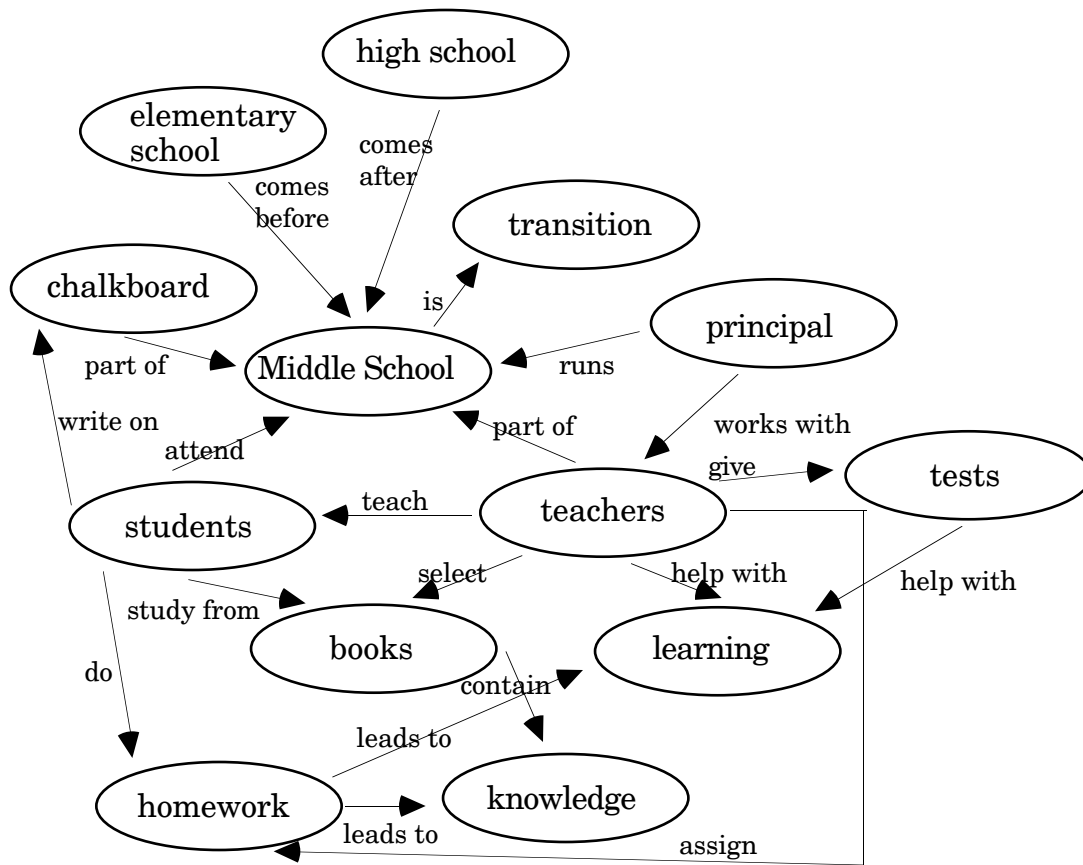 high school
elementary
school
comes
after
comes
before
transition
chalkboard
is
principal
part of
Middle School
runs
write on
attend
part of
works with
give
tests
teach
students
teachers
select
help with
help with
study from
books
learning
do
contain
leads to
homework
knowledge
leads to
assign